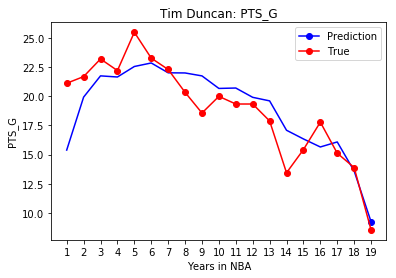 Tim Duncan: PTS_G
Prediction
True
PTS_G
25.0
22.5
20.0
17.5
15.0
12.5
10.0
1 2 3 4 5 6 7 8 9 10 11 12 13 14 15 16 17 18 19
Years in NBA